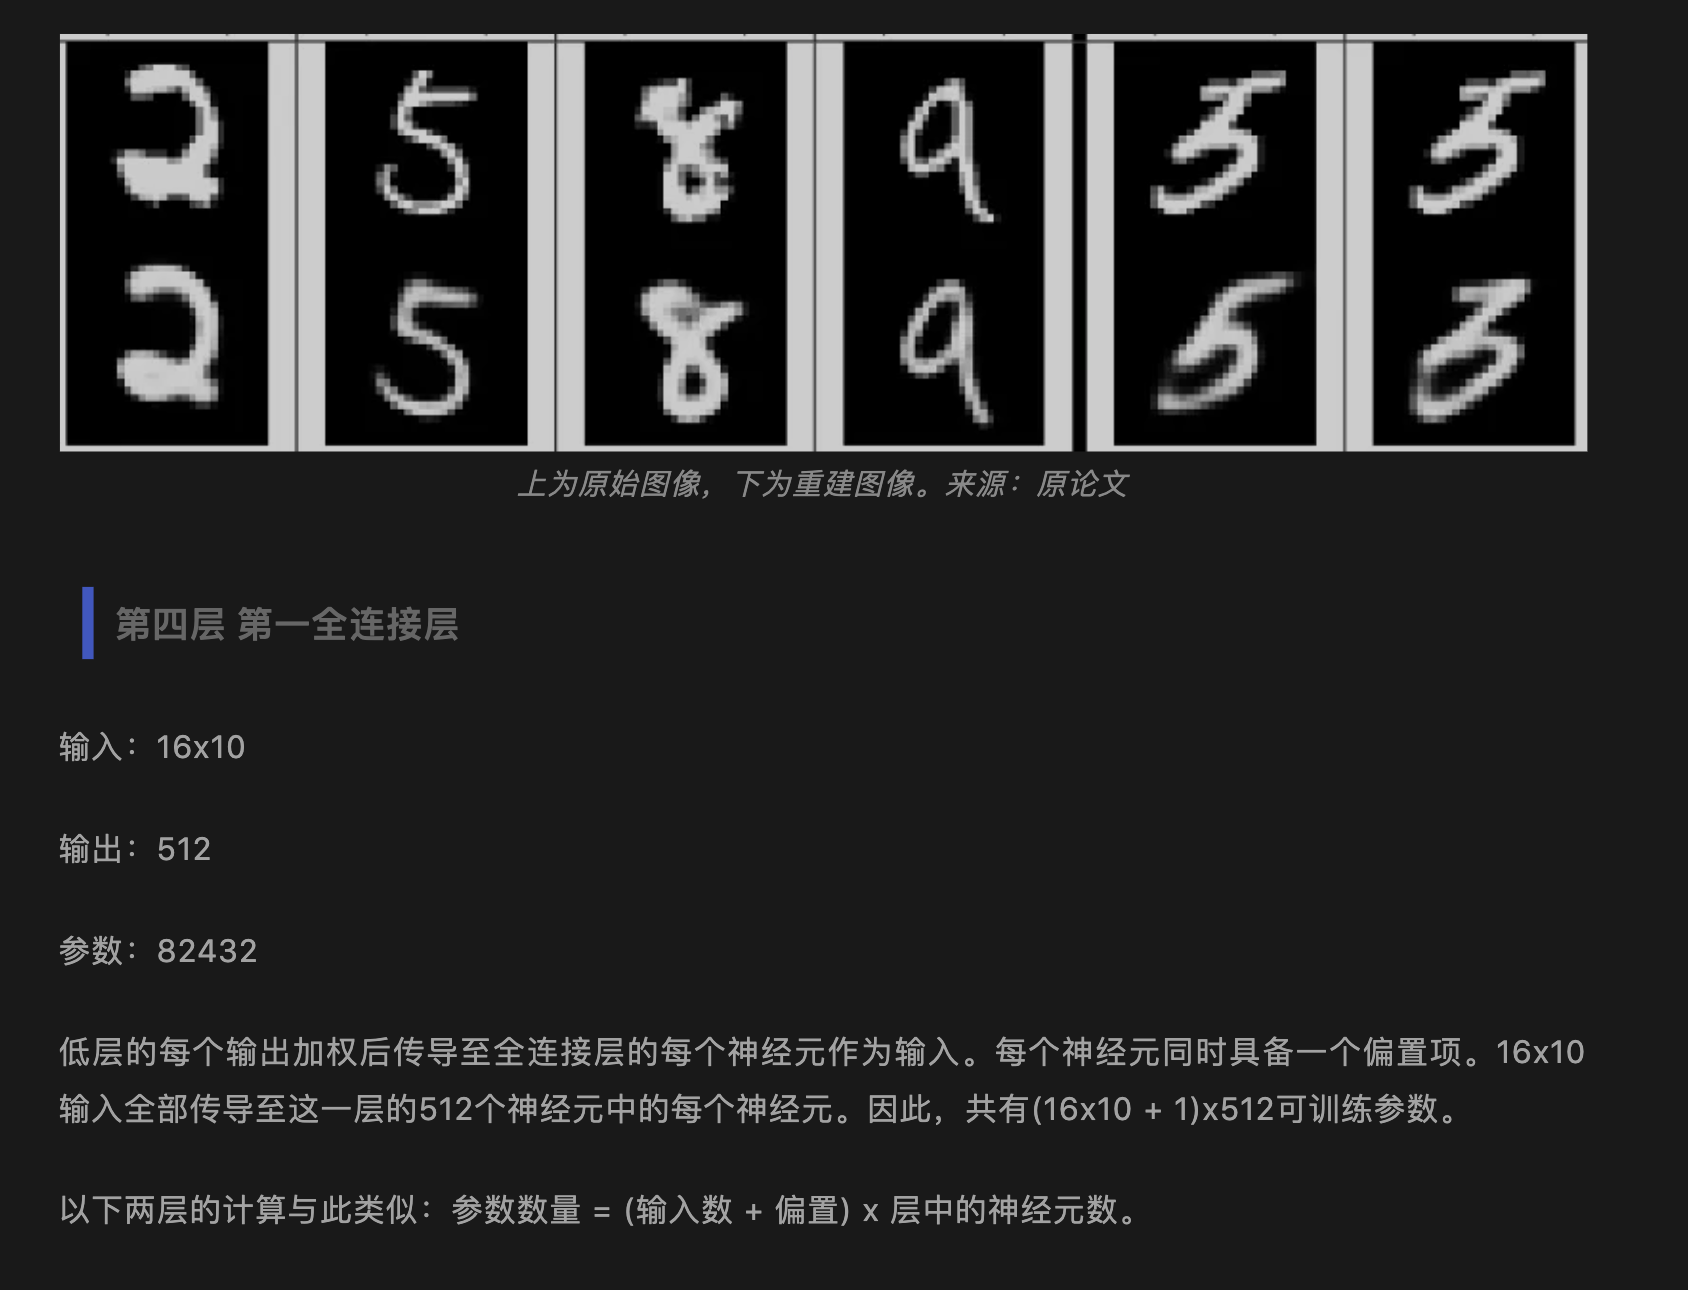 上为原始图像，下为重建图像。来源：原论文
第四层 第一全连接层
输入：16x10
输出：512
参数：82432
低层的每个输出加权后传导至全连接层的每个神经元作为输入。每个神经元同时具备一个偏置项。16x10
输入全部传导至这一层的512个神经元中的每个神经元。因此，共有(16x10 + 1)x512可训练参数。
以下两层的计算与此类似：参数数量 = (输入数 + 偏置) x 层中的神经元数。